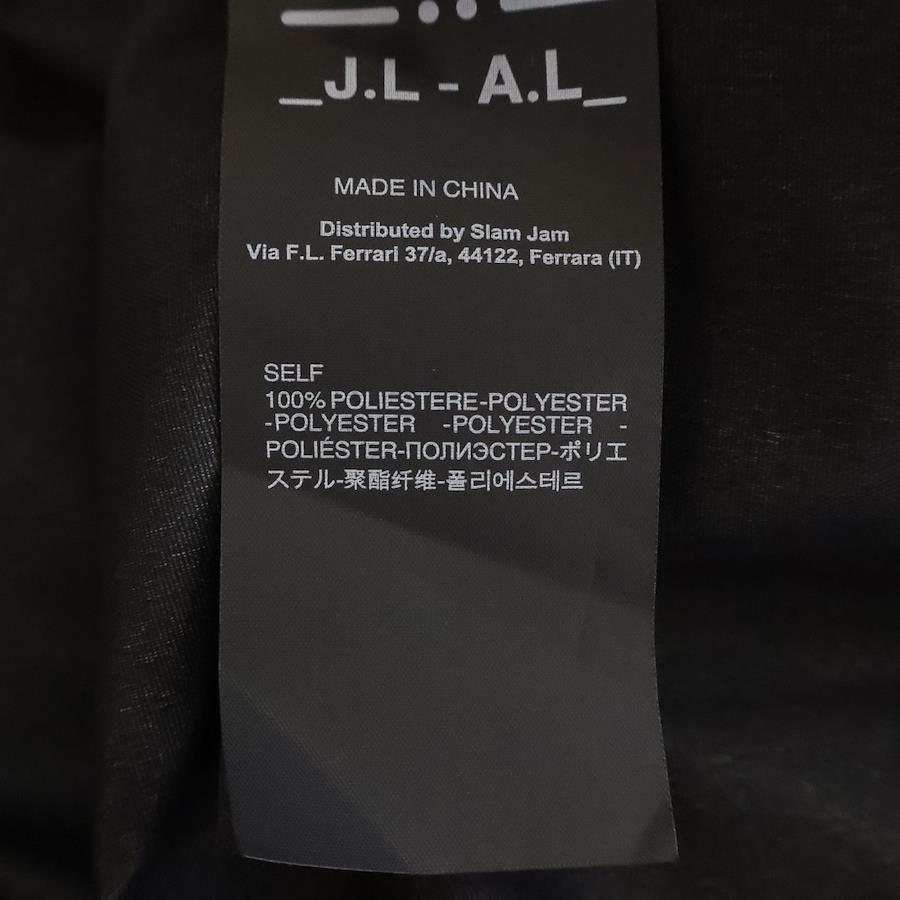 _J.L - A.L_
MADE IN CHINA
Distributed by Slam Jam
Via F.L. Ferrari 37/a, 44122, Ferrara (IT)
SELF
100% POLIESTERE-POLYESTER
-POLYESTER -POLYESTER -
POLIÉSTER-ПОЛИЭСТЕР-ポリエ
ステル-聚酯纤维-폴리에스테르